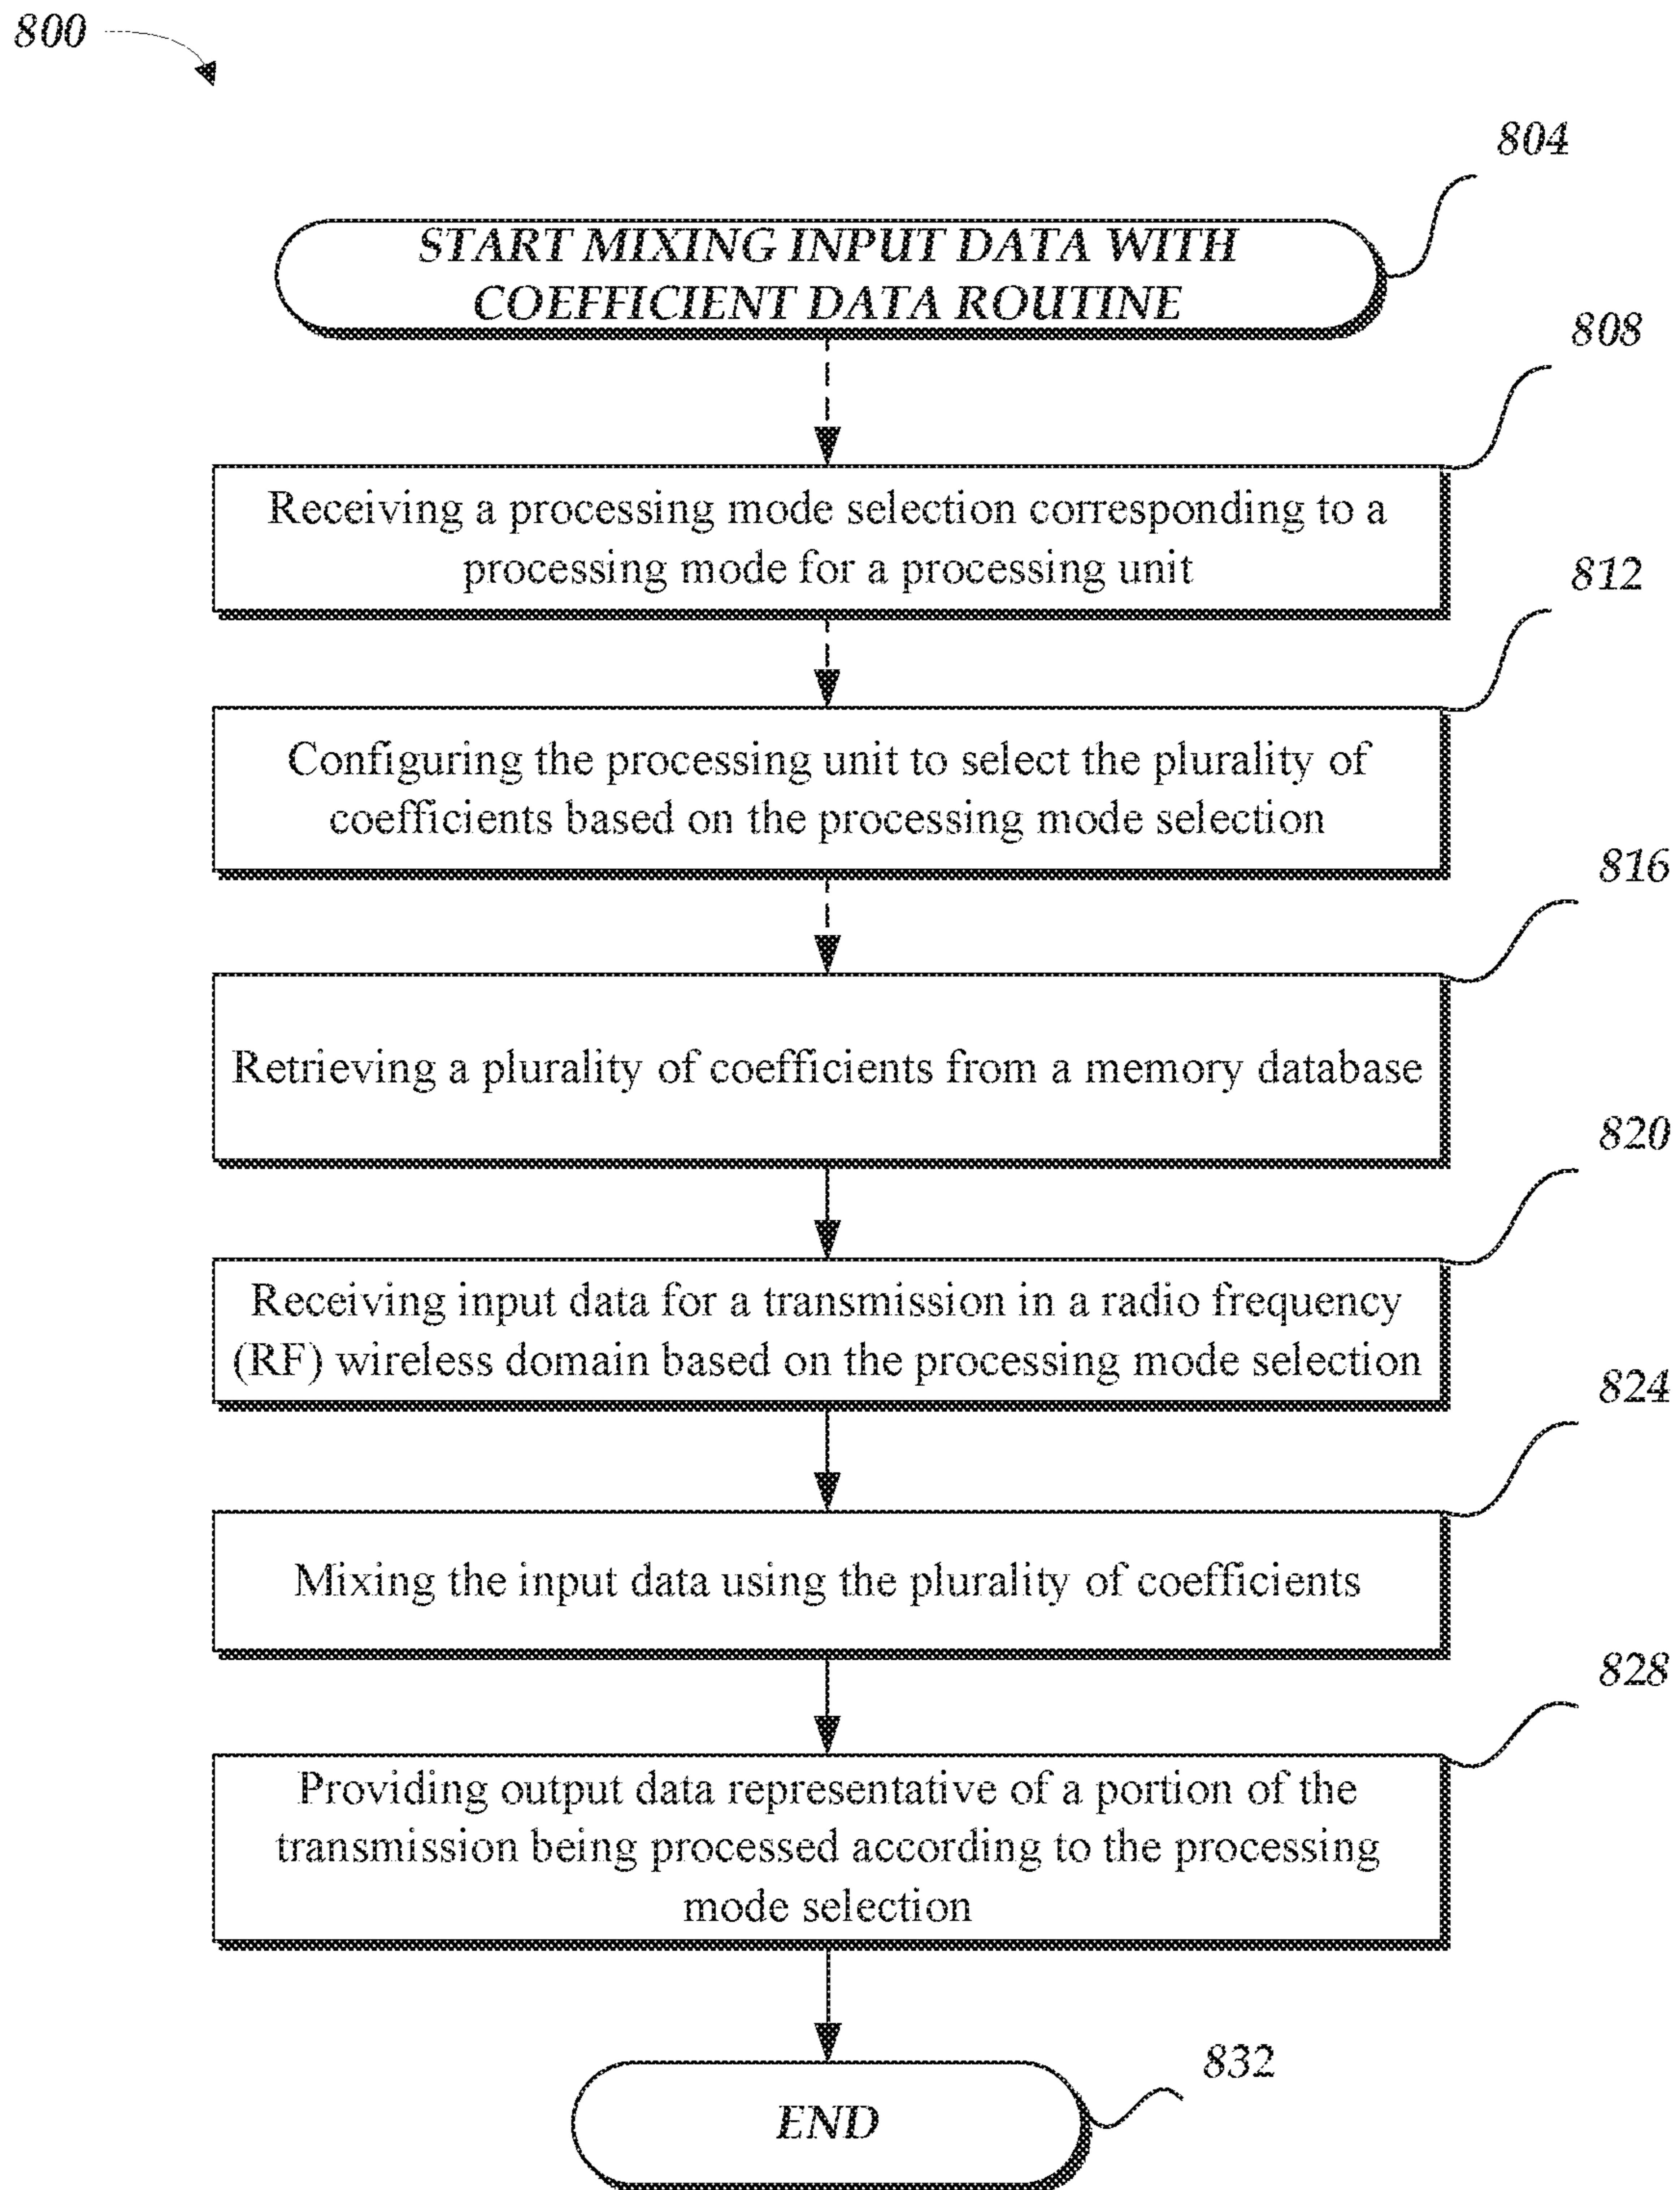 800
804
START MIXING INPUT DATA WITH
COEFFICIENT DATA ROUTINE
808
Receiving a processing mode selection corresponding to a
processing mode for a processing unit
812
Configuring the processing unit to select the plurality of
coefficients based on the processing mode selection
816
Retrieving a plurality of coefficients from a memory database
820
Receiving input data for a transmission in a radio frequency
(RF) wireless domain based on the processing mode selection
824
Mixing the input data using the plurality of coefficients
828
Providing output data representative of a portion of the
transmission being processed according to the processing
mode selection
832
END